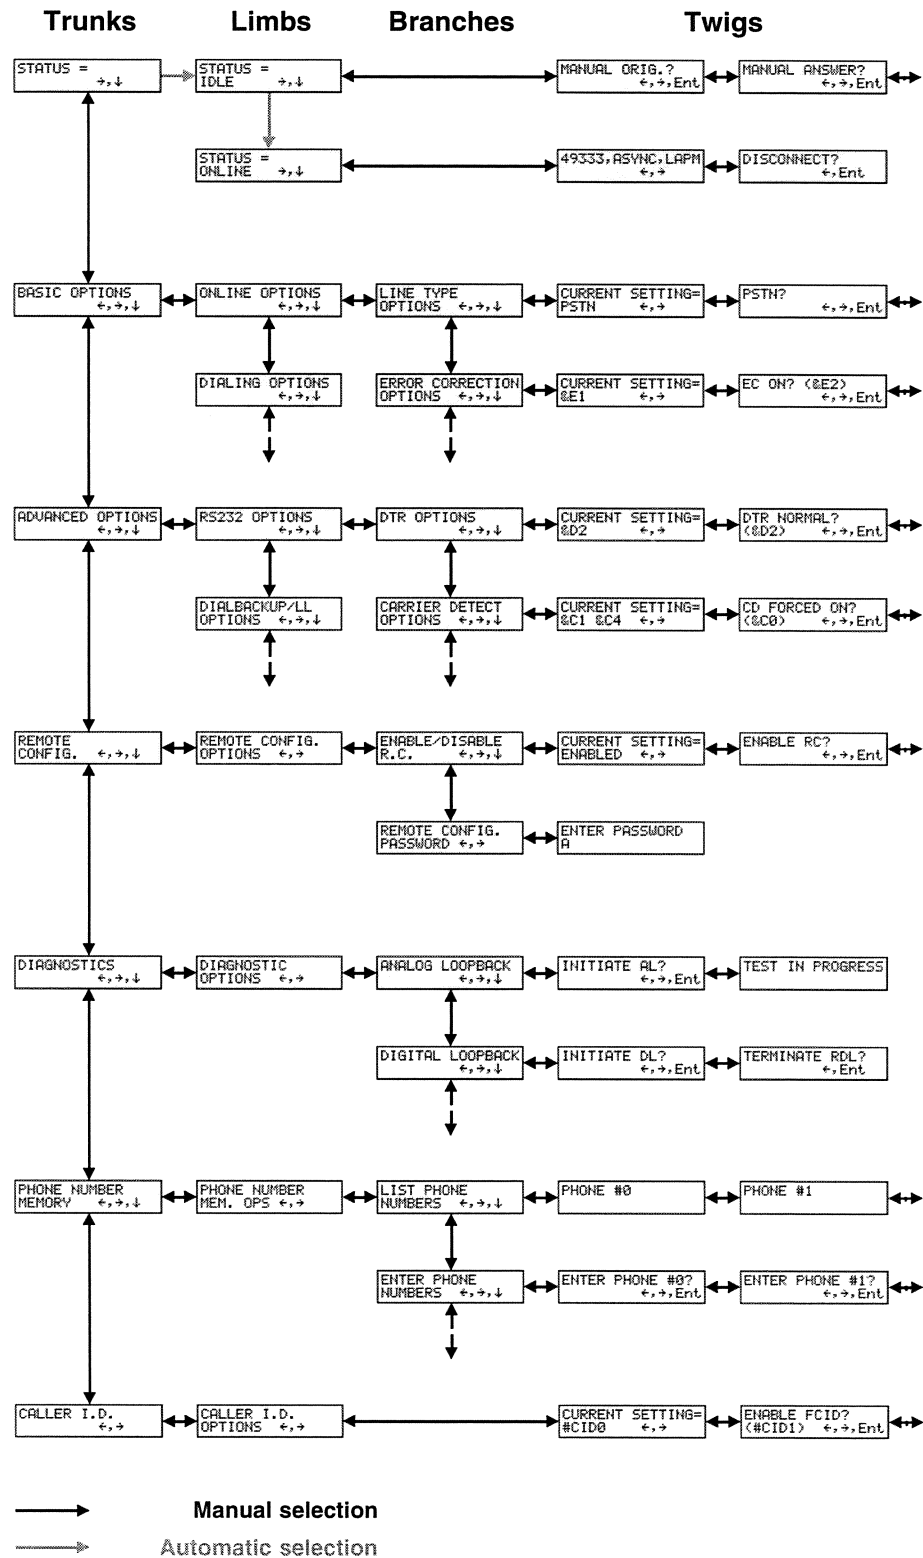 Trunks Limbs Branches Twigs
STATUS =
→,↓
STATUS =
IDLE →,↓
MANUAL ORIG.?
←,→,Ent
MANUAL ANSWER?
←,→,Ent
STATUS =
ONLINE →,↓
49333,ASYNC,LAPM
←,→
DISCONNECT?
←,Ent
BASIC OPTIONS
←,→,↓
ONLINE OPTIONS
←,→,↓
LINE TYPE
OPTIONS ←,→,↓
CURRENT SETTING=
PSTN ←,→
PSTN?
←,→,Ent
DIALING OPTIONS
←,→,↓
ERROR CORRECTION
OPTIONS ←,→,↓
CURRENT SETTING=
&E1 ←,→
EC ON? (&E2)
←,→,Ent
ADVANCED OPTIONS
←,→,↓
RS232 OPTIONS
←,→,↓
DTR OPTIONS
←,→,↓
CURRENT SETTING=
&D2 ←,→
DTR NORMAL?
(&D2) ←,→,Ent
DIALBACKUP/LL
OPTIONS ←,→,↓
CARRIER DETECT
OPTIONS ←,→,↓
CURRENT SETTING=
&C1 &C4 ←,→
CD FORCED ON?
(&C0) ←,→,Ent
REMOTE
CONFIG. ←,→,↓
REMOTE CONFIG.
OPTIONS ←,→
ENABLE/DISABLE
R.C. ←,→,↓
CURRENT SETTING=
ENABLED ←,→
ENABLE RC?
←,→,Ent
REMOTE CONFIG.
PASSWORD ←,→
ENTER PASSWORD
A
DIAGNOSTICS
←,→,↓
DIAGNOSTIC
OPTIONS ←,→
ANALOG LOOPBACK
←,→,↓
INITIATE AL?
←,→,Ent
TEST IN PROGRESS
DIGITAL LOOPBACK
←,→,↓
INITIATE DL?
←,→,Ent
TERMINATE RDL?
←,Ent
PHONE NUMBER
MEMORY ←,→,↓
PHONE NUMBER
MEM. OPS ←,→
LIST PHONE
NUMBERS ←,→,↓
PHONE #0
PHONE #1
ENTER PHONE
NUMBERS ←,→,↓
ENTER PHONE #0?
←,→,Ent
ENTER PHONE #1?
←,→,Ent
CALLER I.D.
←,→
CALLER I.D.
OPTIONS ←,→
CURRENT SETTING=
#CID0 ←,→
ENABLE FCID?
(#CID1) ←,→,Ent
Manual selection
Automatic selection